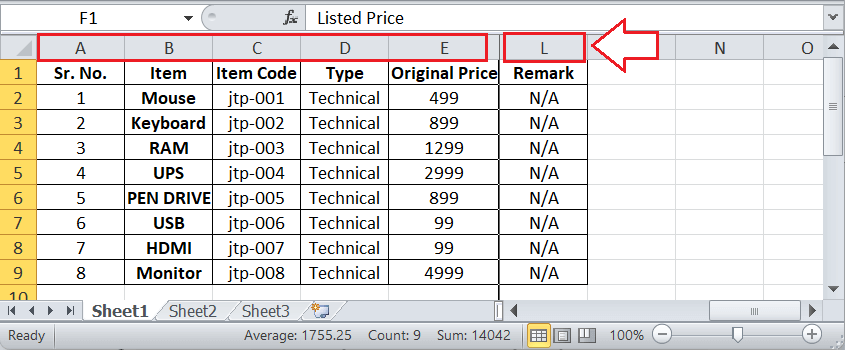 F1 fx Listed Price
A B C D E L N O
1 Sr. No. Item Item Code Type Original Price Remark
2 1 Mouse jtp-001 Technical 499 N/A
3 2 Keyboard jtp-002 Technical 899 N/A
4 3 RAM jtp-003 Technical 1299 N/A
5 4 UPS jtp-004 Technical 2999 N/A
6 5 PEN DRIVE jtp-005 Technical 899 N/A
7 6 USB jtp-006 Technical 99 N/A
8 7 HDMI jtp-007 Technical 99 N/A
9 8 Monitor jtp-008 Technical 4999 N/A
10
Sheet1 Sheet2 Sheet3
Ready Average: 1755.25 Count: 9 Sum: 14042 100%